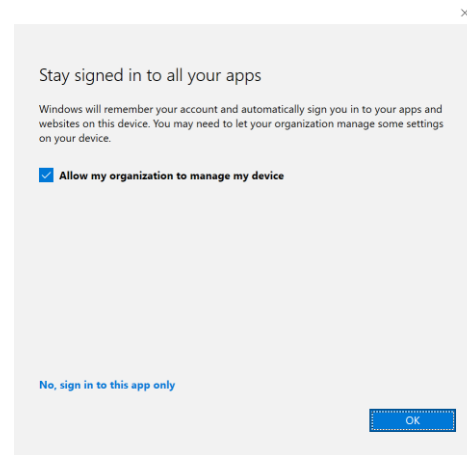 Stay signed in to all your apps
Windows will remember your account and automatically sign you in to your apps and
websites on this device. You may need to let your organization manage some settings
on your device.
Allow my organization to manage my device
No, sign in to this app only
OK